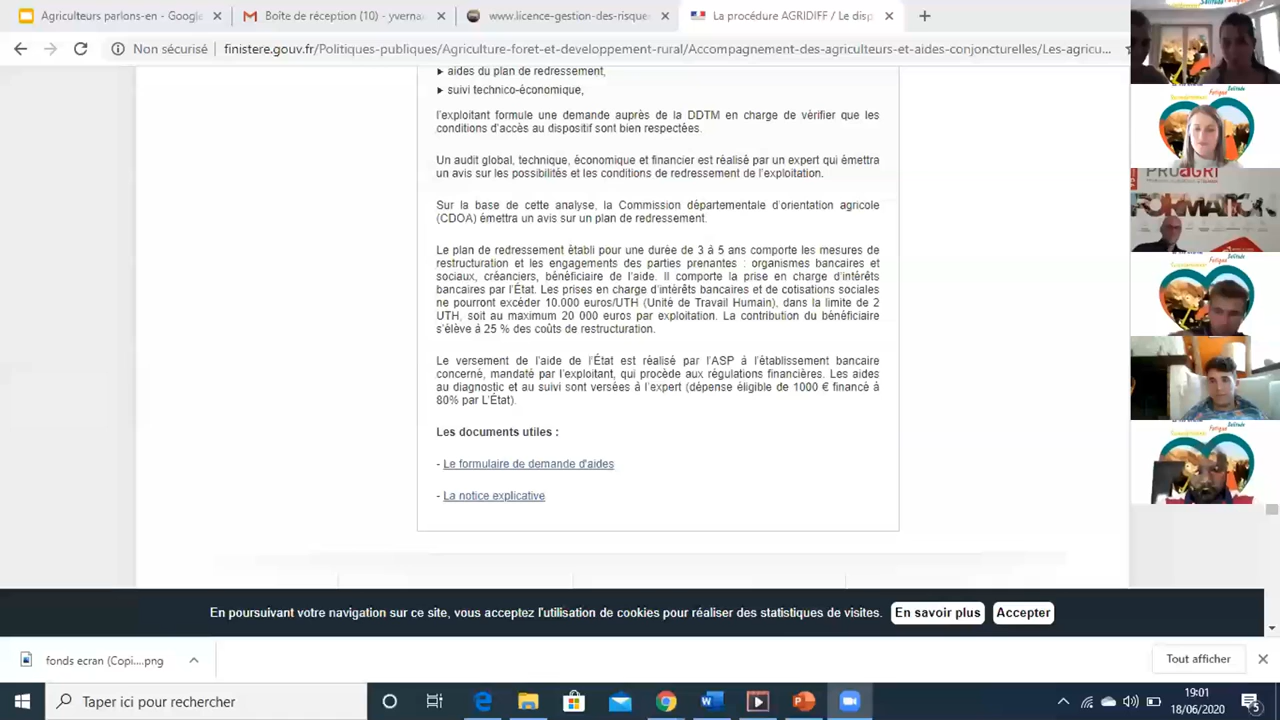 Agriculteurs parlons-en - Google
Boîte de réception (10) - yvernax
www.licence-gestion-des-risque
La procédure AGRIDIFF / Le disp
Non sécurisé
finistere.gouv.fr/Politiques-publiques/Agriculture-foret-et-developpement-rural/Accompagnement-des-agriculteurs-et-aides-conjoncturelles/Les-agricu...
aides du plan de redressement,
suivi technico-économique,
l'exploitant formule une demande auprès de la DDTM en charge de vérifier que les
conditions d'accès au dispositif sont bien respectées.
Un audit global, technique, économique et financier est réalisé par un expert qui émettra
un avis sur les possibilités et les conditions de redressement de l'exploitation.
Sur la base de cette analyse, la Commission départementale d'orientation agricole
(CDOA) émettra un avis sur un plan de redressement.
Le plan de redressement établi pour une durée de 3 à 5 ans comporte les mesures de
restructuration et les engagements des parties prenantes : organismes bancaires et
sociaux, créanciers, bénéficiaire de l'aide. Il comporte la prise en charge d'intérêts
bancaires par l'État. Les prises en charge d'intérêts bancaires et de cotisations sociales
ne pourront excéder 10.000 euros/UTH (Unité de Travail Humain), dans la limite de 2
UTH, soit au maximum 20 000 euros par exploitation. La contribution du bénéficiaire
s'élève à 25 % des coûts de restructuration.
Le versement de l'aide de l'État est réalisé par l'ASP à l'établissement bancaire
concerné, mandaté par l'exploitant, qui procède aux régulations financières. Les aides
au diagnostic et au suivi sont versées à l'expert (dépense éligible de 1000 € financé à
80% par L'État).
Les documents utiles :
- Le formulaire de demande d'aides
- La notice explicative
En poursuivant votre navigation sur ce site, vous acceptez l'utilisation de cookies pour réaliser des statistiques de visites.
En savoir plus
Accepter
fonds ecran (Copi....png
Tout afficher
Taper ici pour rechercher
19:01
18/06/2020
5
Fatigue
Solitude
PROAGRI
FORMATION
Fatigue
Solitude
Fatigue
Solitude